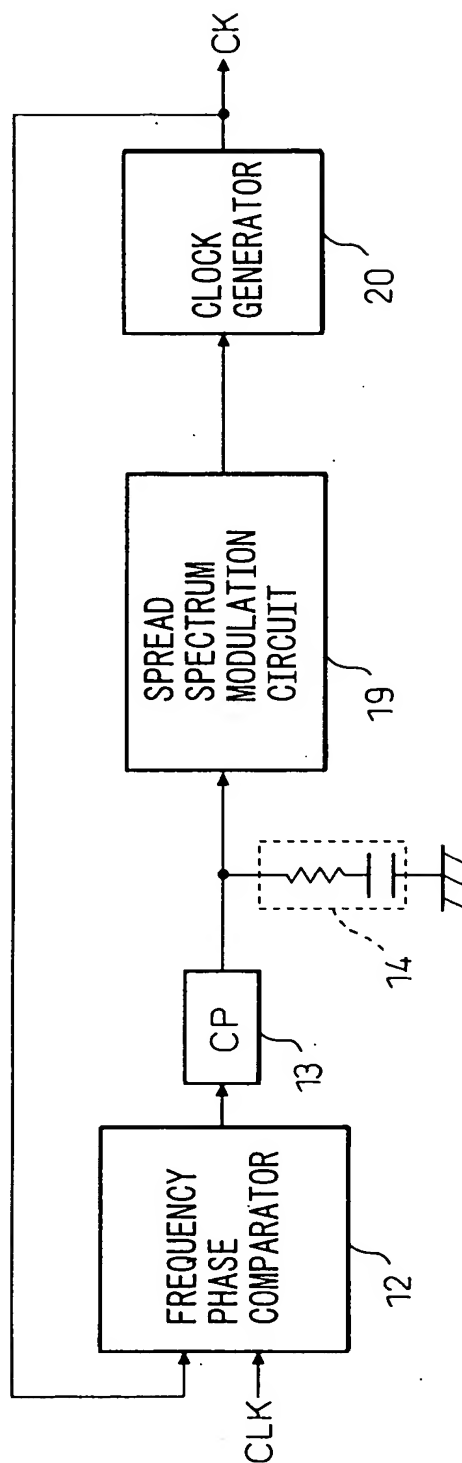 CLK
FREQUENCY
PHASE
COMPARATOR
12
CP
13
14
SPREAD
SPECTRUM
MODULATION
CIRCUIT
19
CLOCK
GENERATOR
20
CK